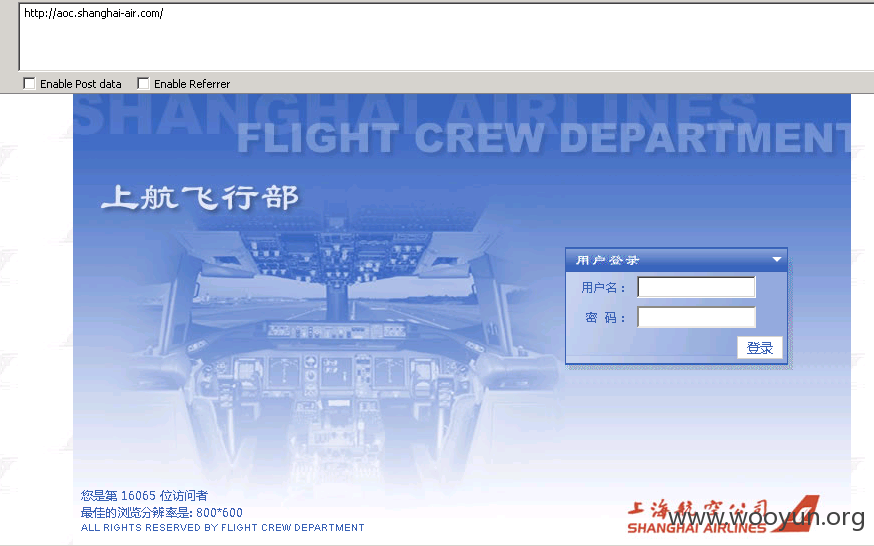 http://aoc.shanghai-air.com/
Enable Post data
Enable Referrer
SHANGHAI AIRLINES
FLIGHT CREW DEPARTMENT
上航飞行部
用户登录
用户名：
密 码：
登录
您是第 16065 位访问者
最佳的浏览分辨率是: 800*600
ALL RIGHTS RESERVED BY FLIGHT CREW DEPARTMENT
上海航空公司
SHANGHAI AIRLINES
www.wooyun.org